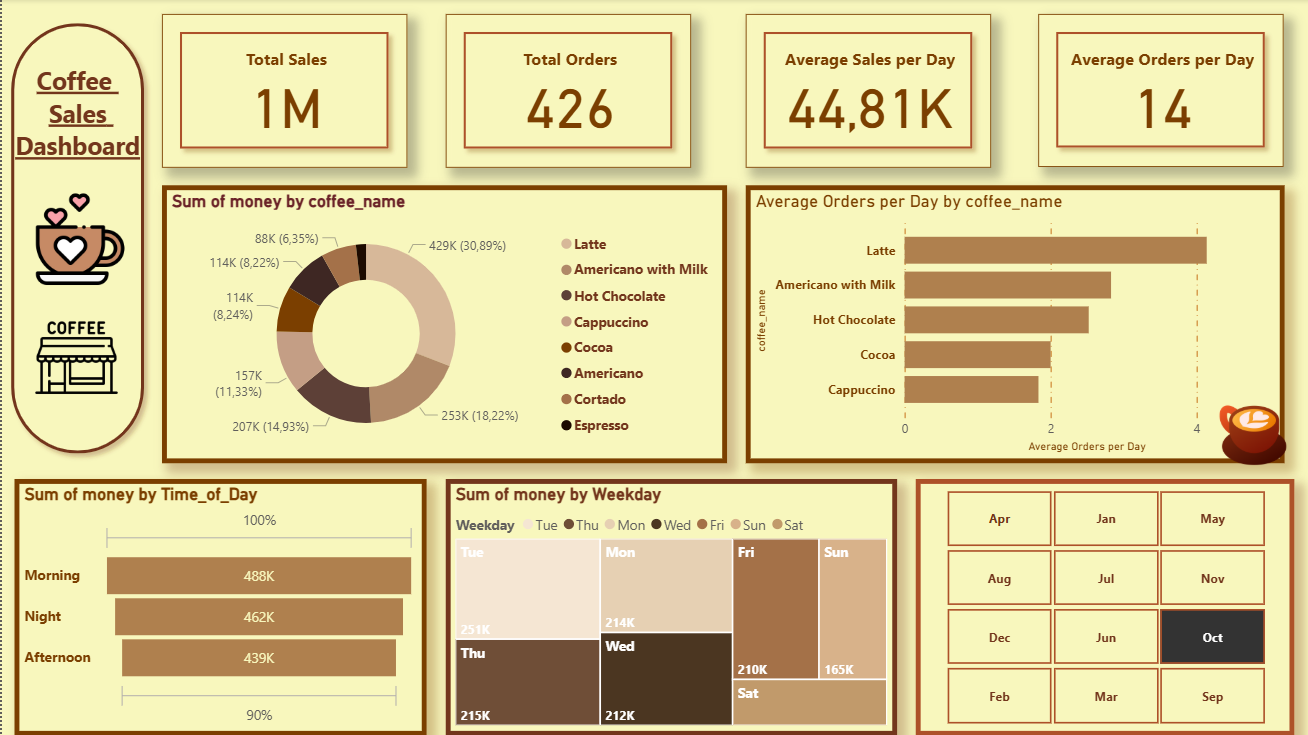 Coffee
Sales
Dashboard
COFFEE
Total Sales
1M
Total Orders
426
Average Sales per Day
44,81K
Average Orders per Day
14
Sum of money by coffee_name
88K (6,35%)
429K (30,89%)
114K (8,22%)
114K
(8,24%)
157K
(11,33%)
207K (14,93%)
253K (18,22%)
Latte
Americano with Milk
Hot Chocolate
Cappuccino
Cocoa
Americano
Cortado
Espresso
Average Orders per Day by coffee_name
coffee_name
Latte
Americano with Milk
Hot Chocolate
Cocoa
Cappuccino
0 2 4
Average Orders per Day
Sum of money by Time_of_Day
100%
Morning 488K
Night 462K
Afternoon 439K
90%
Sum of money by Weekday
Weekday Tue Thu Mon Wed Fri Sun Sat
Tue
251K
Thu
215K
Mon
214K
Wed
212K
Fri
210K
Sun
165K
Sat
Apr Jan May
Aug Jul Nov
Dec Jun Oct
Feb Mar Sep